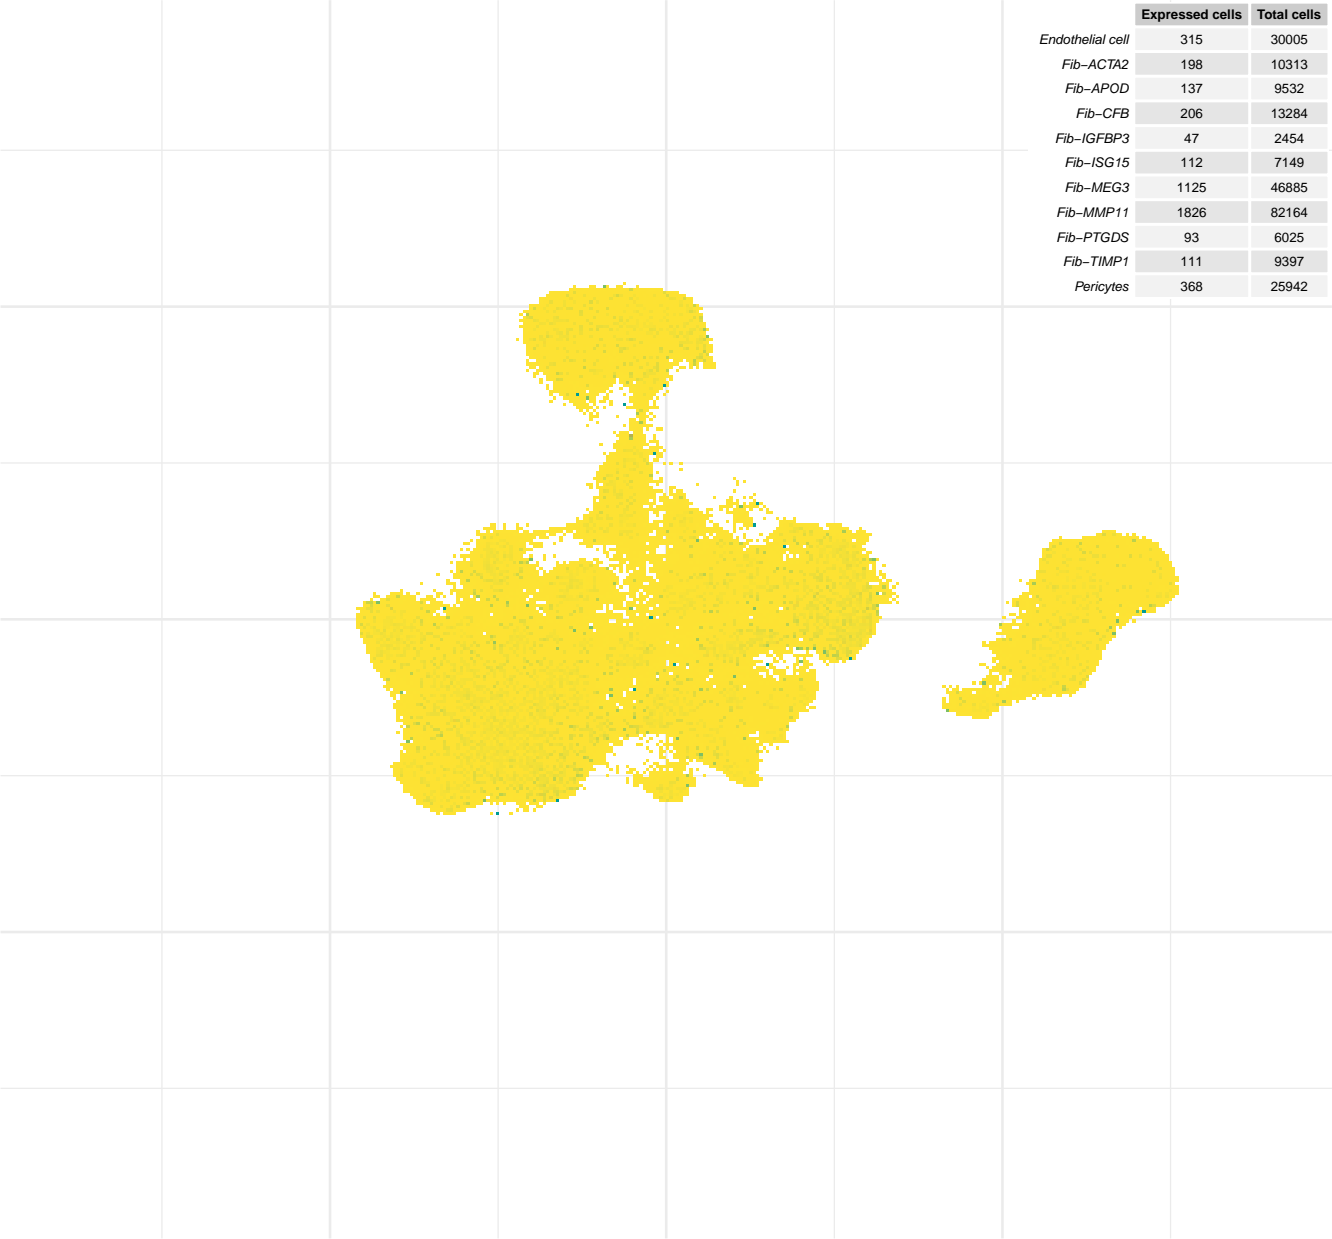 Expressed cells Total cells
Endothelial cell 315 30005
Fib−ACTA2 198 10313
Fib−APOD 137 9532
Fib−CFB 206 13284
Fib−IGFBP3 47 2454
Fib−ISG15 112 7149
Fib−MEG3 1125 46885
Fib−MMP11 1826 82164
Fib−PTGDS 93 6025
Fib−TIMP1 111 9397
Pericytes 368 25942